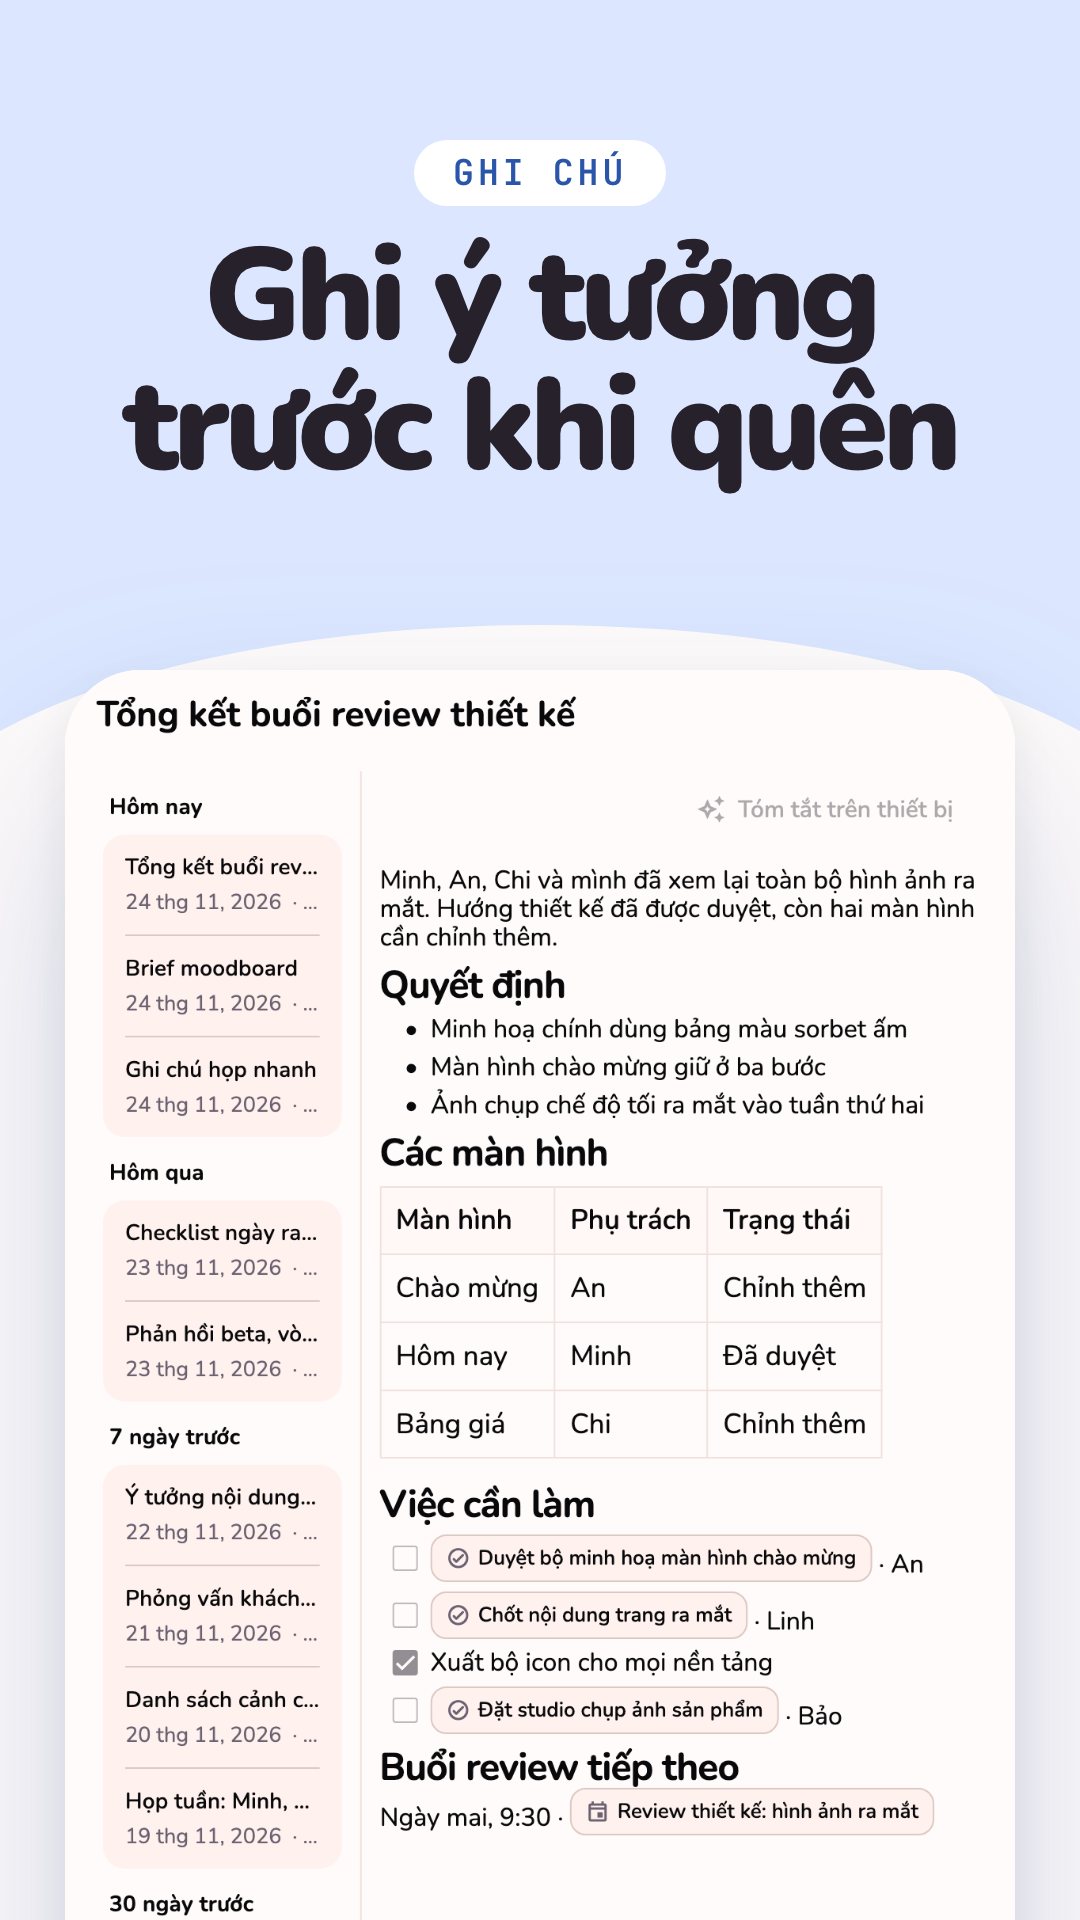 GHI CHÚ
Ghi ý tưởng
trước khi quên
Tổng kết buổi review thiết kế
Hôm nay
Tổng kết buổi rev...
24 thg 11, 2026 · ...
Brief moodboard
24 thg 11, 2026 · ...
Ghi chú họp nhanh
24 thg 11, 2026 · ...
Hôm qua
Checklist ngày ra...
23 thg 11, 2026 · ...
Phản hồi beta, vò...
23 thg 11, 2026 · ...
7 ngày trước
Ý tưởng nội dung...
22 thg 11, 2026 · ...
Phỏng vấn khách...
21 thg 11, 2026 · ...
Danh sách cảnh c...
20 thg 11, 2026 · ...
Họp tuần: Minh, ...
19 thg 11, 2026 · ...
30 ngày trước
Tóm tắt trên thiết bị
Minh, An, Chi và mình đã xem lại toàn bộ hình ảnh ra
mắt. Hướng thiết kế đã được duyệt, còn hai màn hình
cần chỉnh thêm.
Quyết định
• Minh hoạ chính dùng bảng màu sorbet ấm
• Màn hình chào mừng giữ ở ba bước
• Ảnh chụp chế độ tối ra mắt vào tuần thứ hai
Các màn hình
Màn hình Phụ trách Trạng thái
Chào mừng An Chỉnh thêm
Hôm nay Minh Đã duyệt
Bảng giá Chi Chỉnh thêm
Việc cần làm
Duyệt bộ minh hoạ màn hình chào mừng · An
Chốt nội dung trang ra mắt · Linh
Xuất bộ icon cho mọi nền tảng
Đặt studio chụp ảnh sản phẩm · Bảo
Buổi review tiếp theo
Ngày mai, 9:30 · Review thiết kế: hình ảnh ra mắt